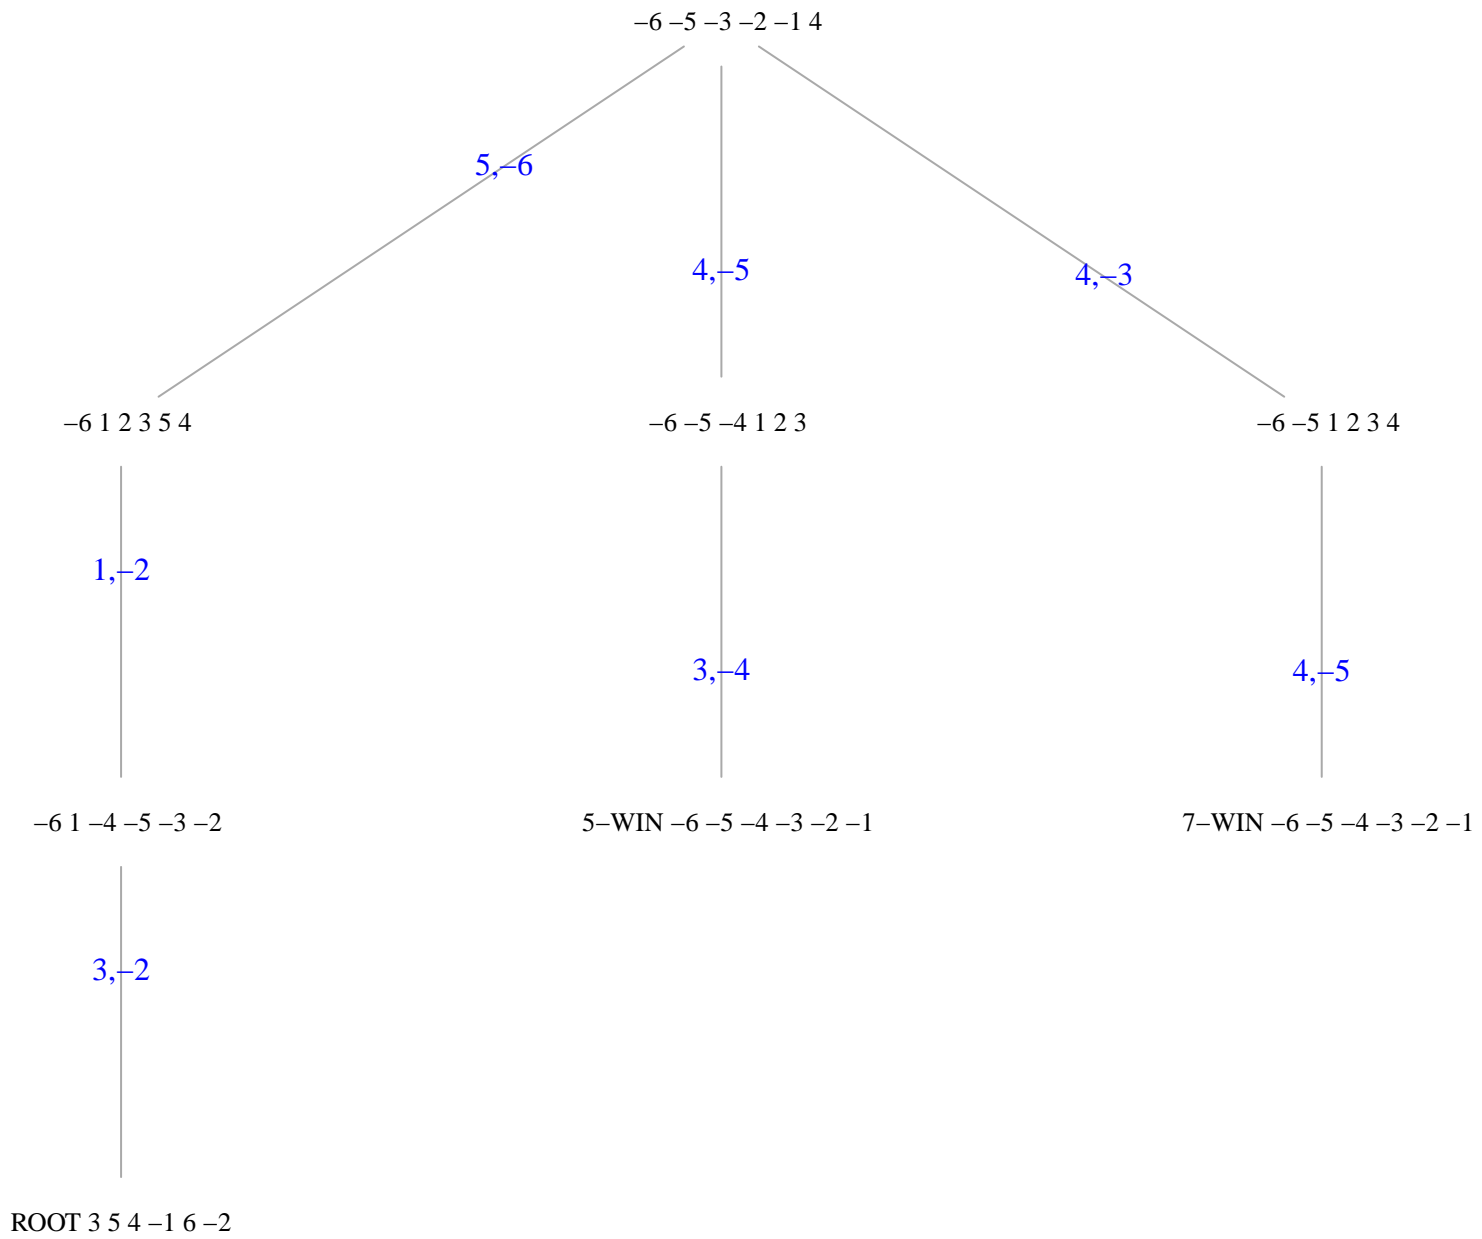 –6 –5 –3 –2 –1 4
5,–6
4,–5
4,–3
–6 1 2 3 5 4
–6 –5 –4 1 2 3
–6 –5 1 2 3 4
1,–2
3,–4
4,–5
–6 1 –4 –5 –3 –2
5–WIN –6 –5 –4 –3 –2 –1
7–WIN –6 –5 –4 –3 –2 –1
3,–2
ROOT 3 5 4 –1 6 –2